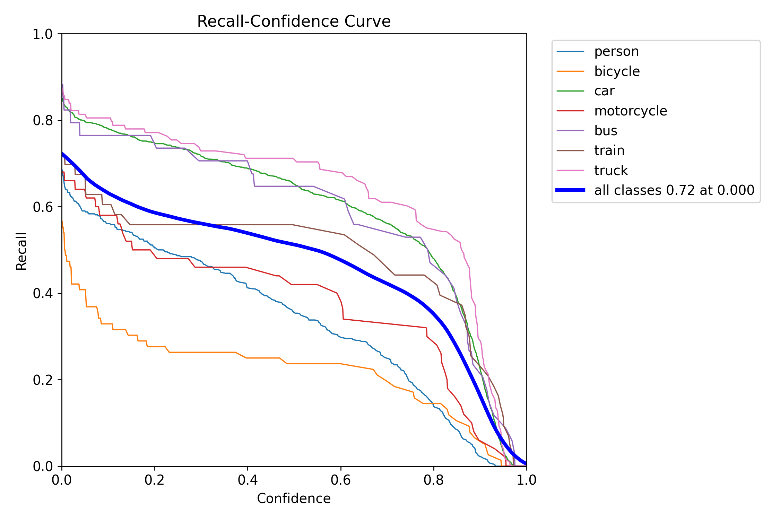 Recall-Confidence Curve
1.0
0.8
0.6
0.4
0.2
0.0
Recall
0.0 0.2 0.4 0.6 0.8 1.0
Confidence
person
bicycle
car
motorcycle
bus
train
truck
all classes 0.72 at 0.000